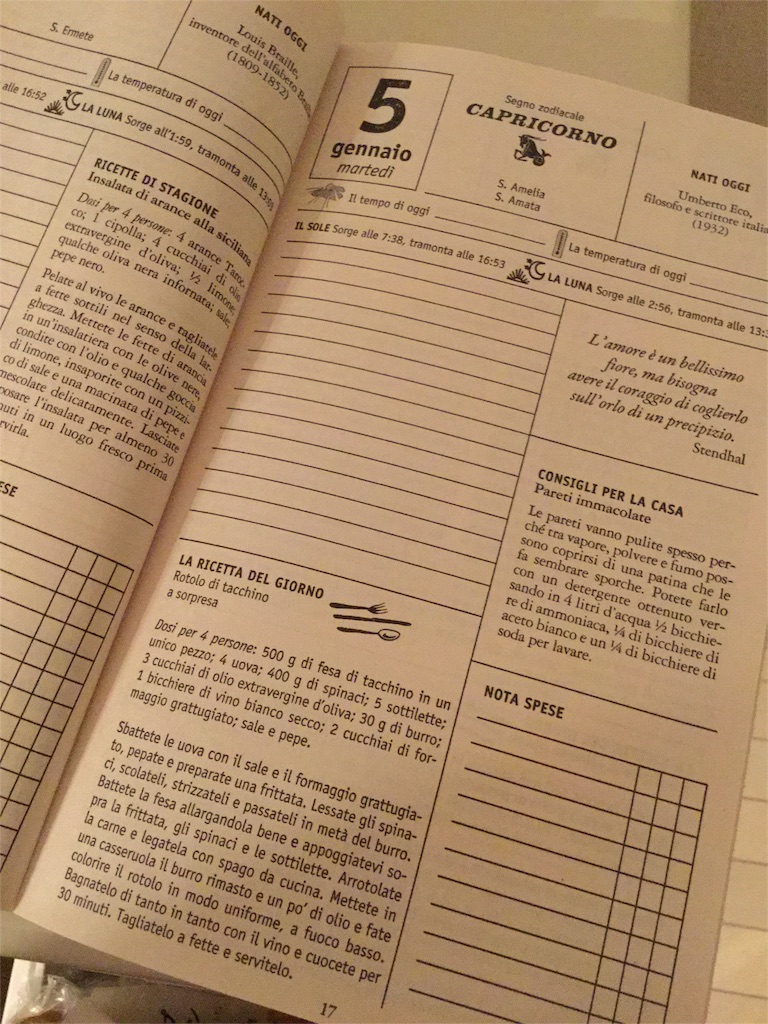 S. Ermete
NATI OGGI
Louis Braille,
inventore dell'alfabeto
(1809-1852)
La temperatura di oggi
alle 16:52
LA LUNA Sorge all'1:59, tramonta alle
RICETTE DI STAGIONE
Insalata di arance alla siciliana
Dosi per 4 persone: 4 arance Taroc-
co; 1 cipolla; 4 cucchiai di olio
extravergine d'oliva; ½ limone;
qualche oliva nera infornata; sale;
pepe nero.
Pelate al vivo le arance e tagliatele
a fette sottili nel senso della lar-
ghezza. Mettete le fette di arancia
in un'insalatiera con le olive nere,
condite con l'olio e qualche goccia
di limone, insaporite con un pizzi-
co di sale e una macinata di pepe e
mescolate delicatamente. Lasciate
posare l'insalata per almeno 30
nuti in un luogo fresco prima
rvirla.
ESE
5
gennaio
martedì
Segno zodiacale
CAPRICORNO
S. Amelia
S. Amata
NATI OGGI
Umberto Eco,
filosofo e scrittore italia
(1932)
Il tempo di oggi
La temperatura di oggi
IL SOLE Sorge alle 7:38, tramonta alle 16:53
LA LUNA Sorge alle 2:56, tramonta alle 13:3
L'amore è un bellissimo
fiore, ma bisogna
avere il coraggio di coglierlo
sull'orlo di un precipizio.
Stendhal
CONSIGLI PER LA CASA
Pareti immacolate
Le pareti vanno pulite spesso per-
ché tra vapore, polvere e fumo pos-
sono coprirsi di una patina che le
fa sembrare sporche. Potete farlo
con un detergente ottenuto ver-
sando in 4 litri d'acqua ½ bicchie-
re di ammoniaca, ¼ di bicchiere di
aceto bianco e un ¼ di bicchiere di
soda per lavare.
LA RICETTA DEL GIORNO
Rotolo di tacchino
a sorpresa
Dosi per 4 persone: 500 g di fesa di tacchino in un
unico pezzo; 4 uova; 400 g di spinaci; 5 sottilette;
3 cucchiai di olio extravergine d'oliva; 30 g di burro;
1 bicchiere di vino bianco secco; 2 cucchiai di for-
maggio grattugiato; sale e pepe.
Sbattete le uova con il sale e il formaggio grattugia-
to, pepate e preparate una frittata. Lessate gli spina-
ci, scolateli, strizzateli e passateli in metà del burro.
Battete la fesa allargandola bene e appoggiatevi so-
pra la frittata, gli spinaci e le sottilette. Arrotolate
la carne e legatela con spago da cucina. Mettete in
una casseruola il burro rimasto e un po' di olio e fate
colorire il rotolo in modo uniforme, a fuoco basso.
Bagnatelo di tanto in tanto con il vino e cuocete per
30 minuti. Tagliatelo a fette e servitelo.
NOTA SPESE
17